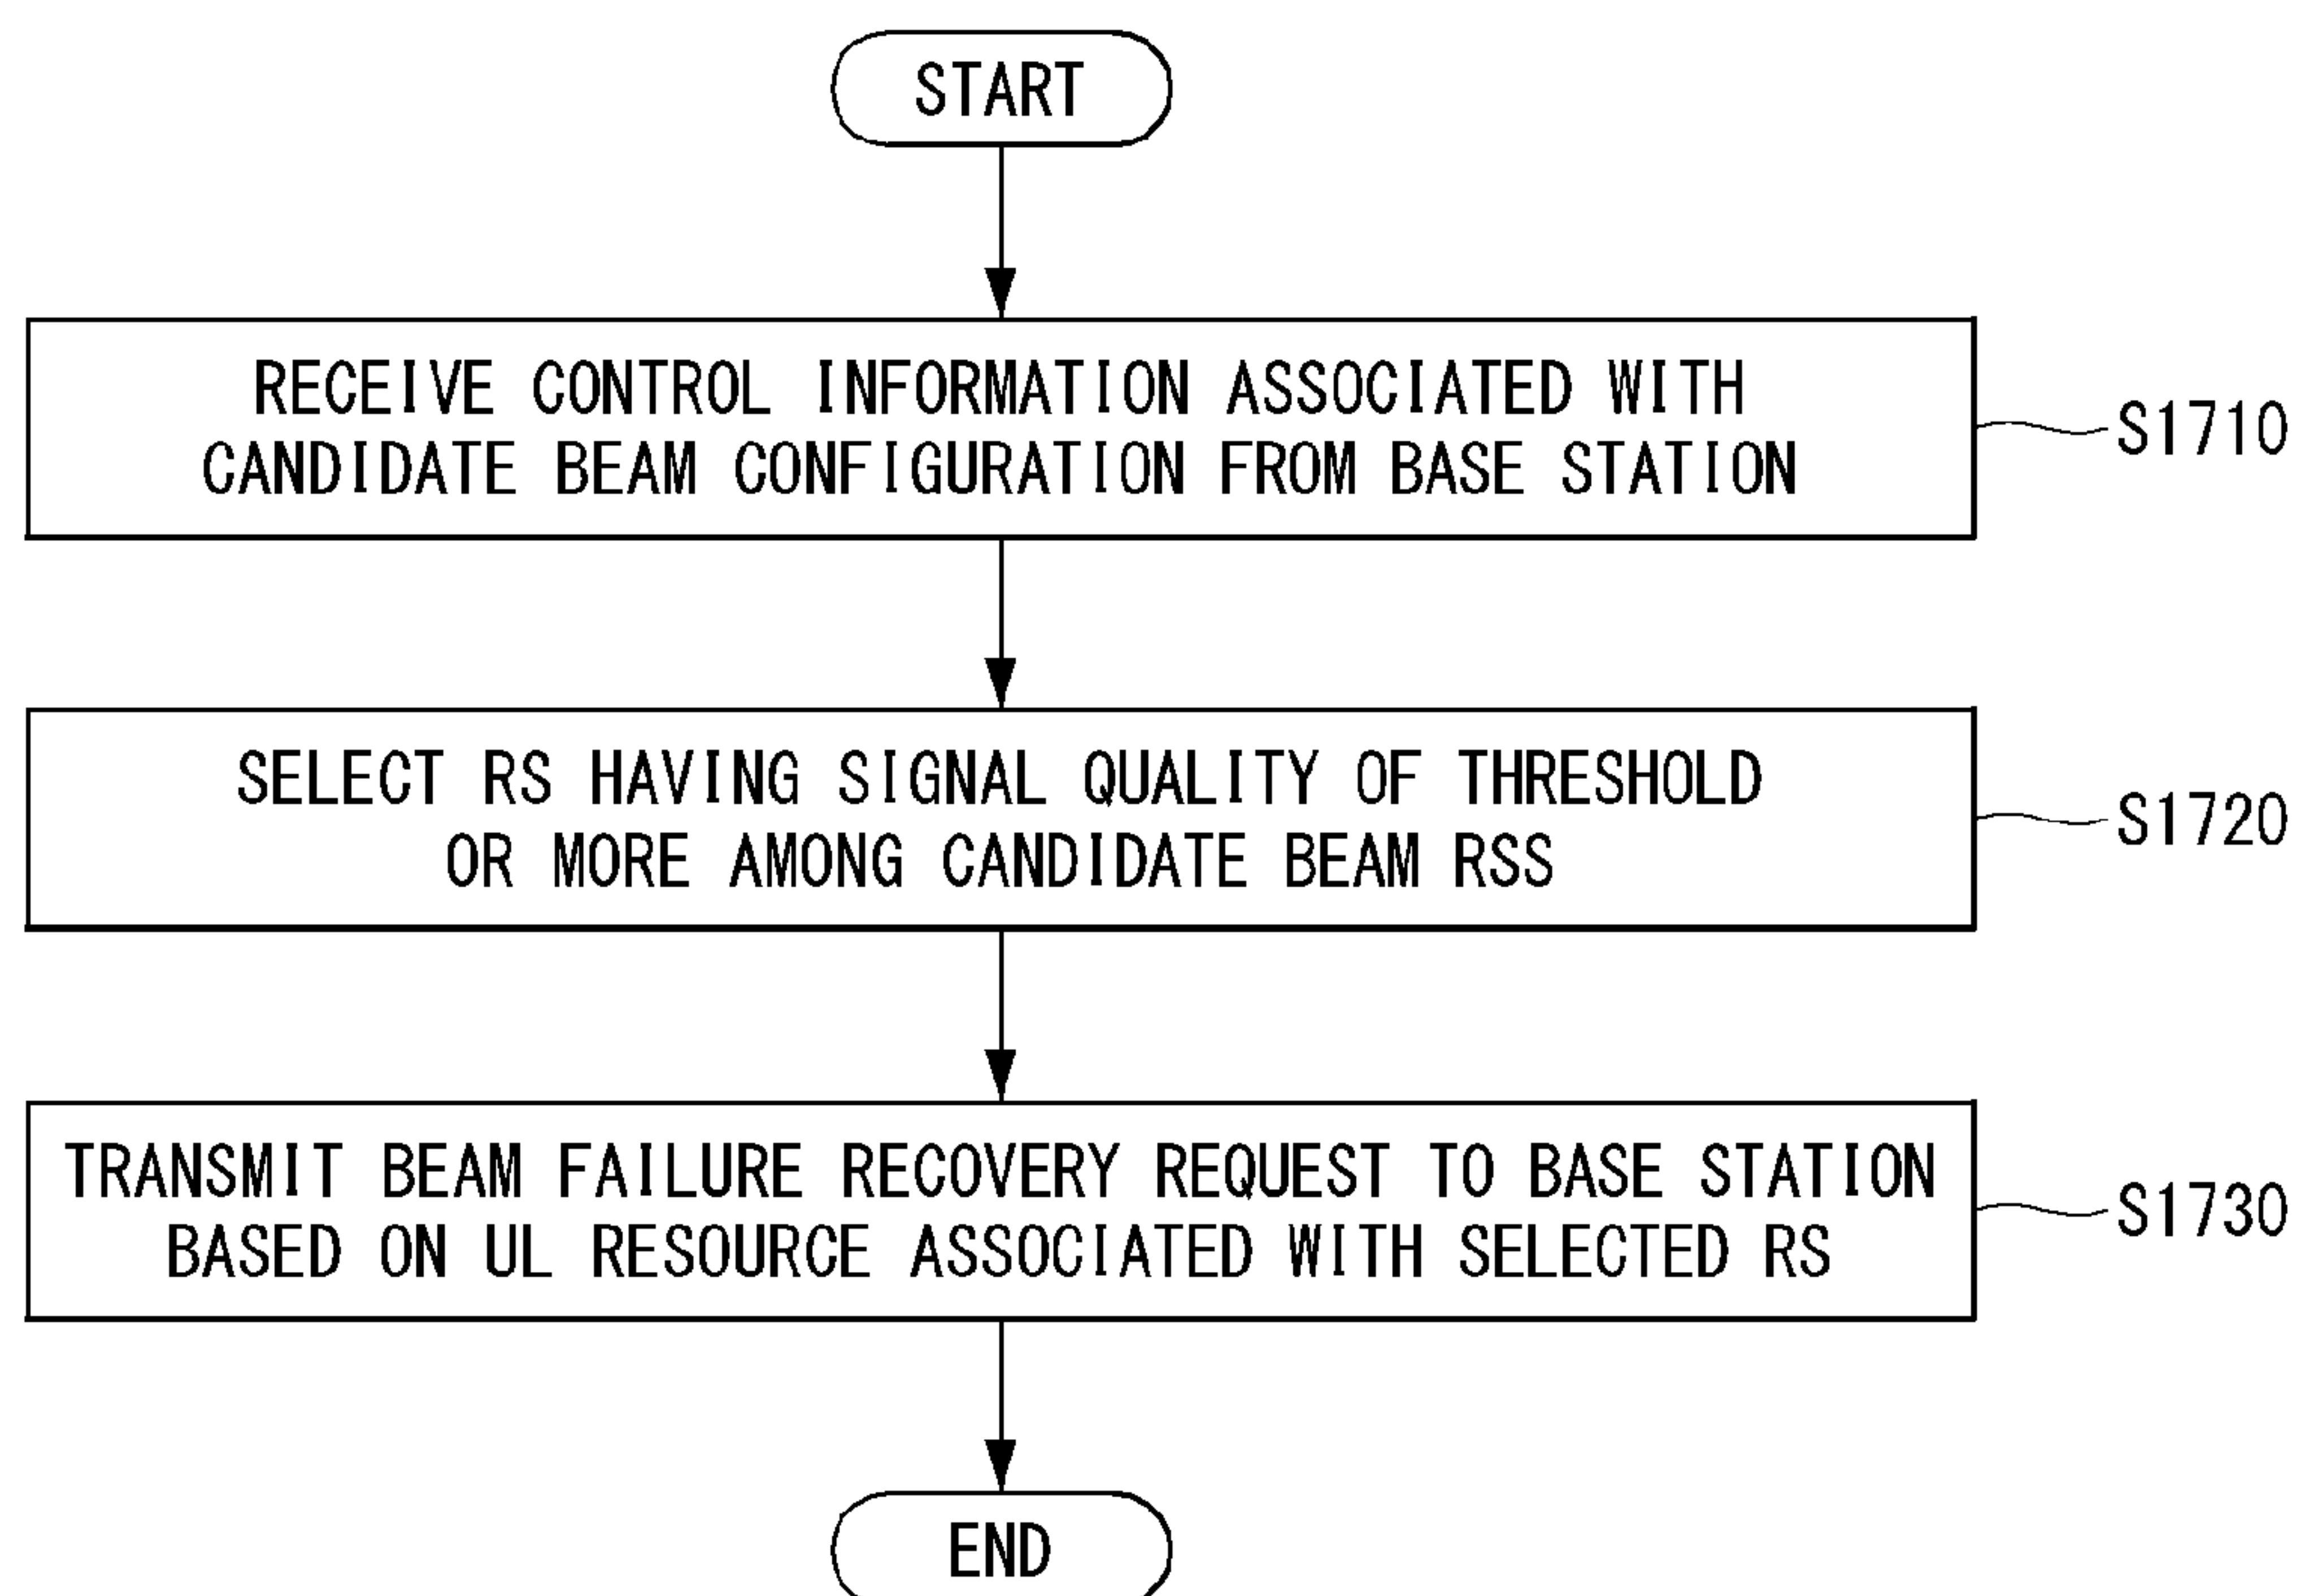 START
RECEIVE CONTROL INFORMATION ASSOCIATED WITH
CANDIDATE BEAM CONFIGURATION FROM BASE STATION
S1710
SELECT RS HAVING SIGNAL QUALITY OF THRESHOLD
OR MORE AMONG CANDIDATE BEAM RSS
S1720
TRANSMIT BEAM FAILURE RECOVERY REQUEST TO BASE STATION
BASED ON UL RESOURCE ASSOCIATED WITH SELECTED RS
S1730
END